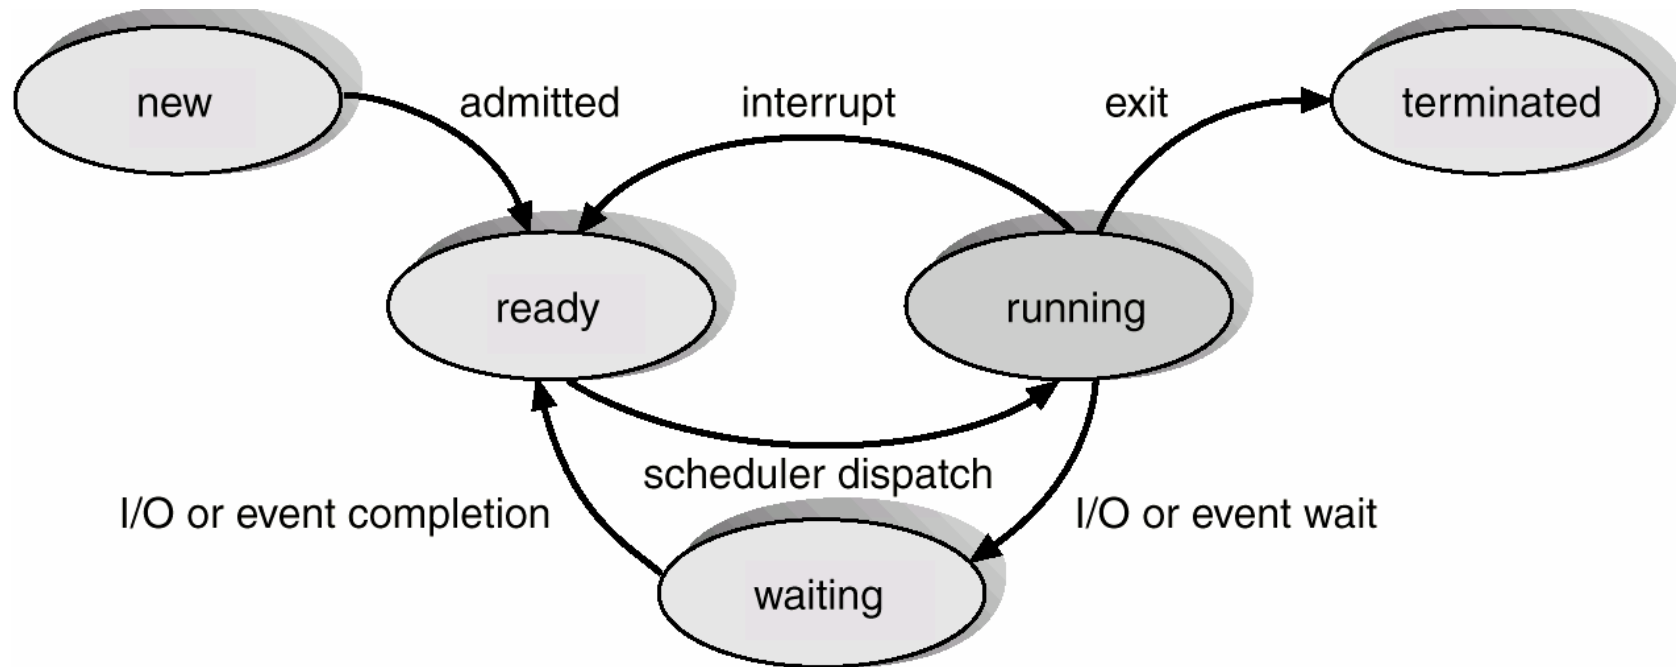 new
admitted
interrupt
exit
terminated
ready
running
scheduler dispatch
I/O or event completion
I/O or event wait
waiting